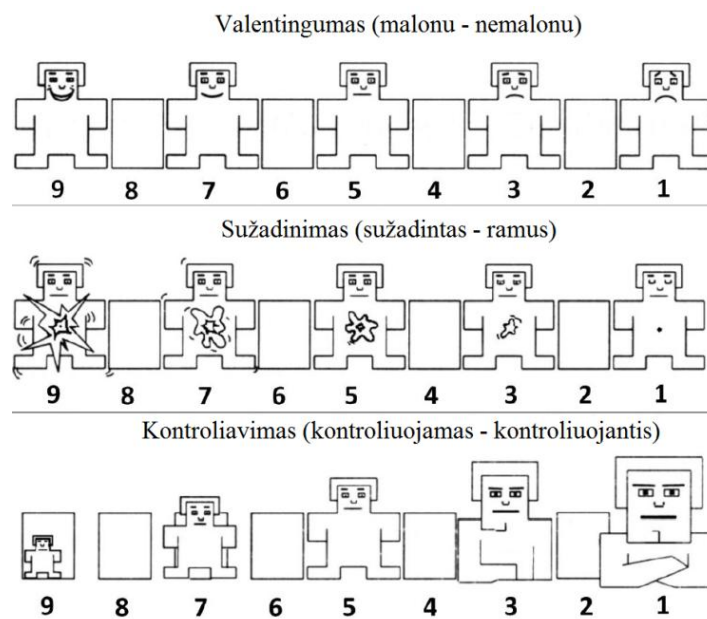 Valentingumas (malonu - nemalonu)
9 8 7 6 5 4 3 2 1
Sužadinimas (sužadintas - ramus)
9 8 7 6 5 4 3 2 1
Kontroliavimas (kontroliuojamas - kontroliuojantis)
9 8 7 6 5 4 3 2 1